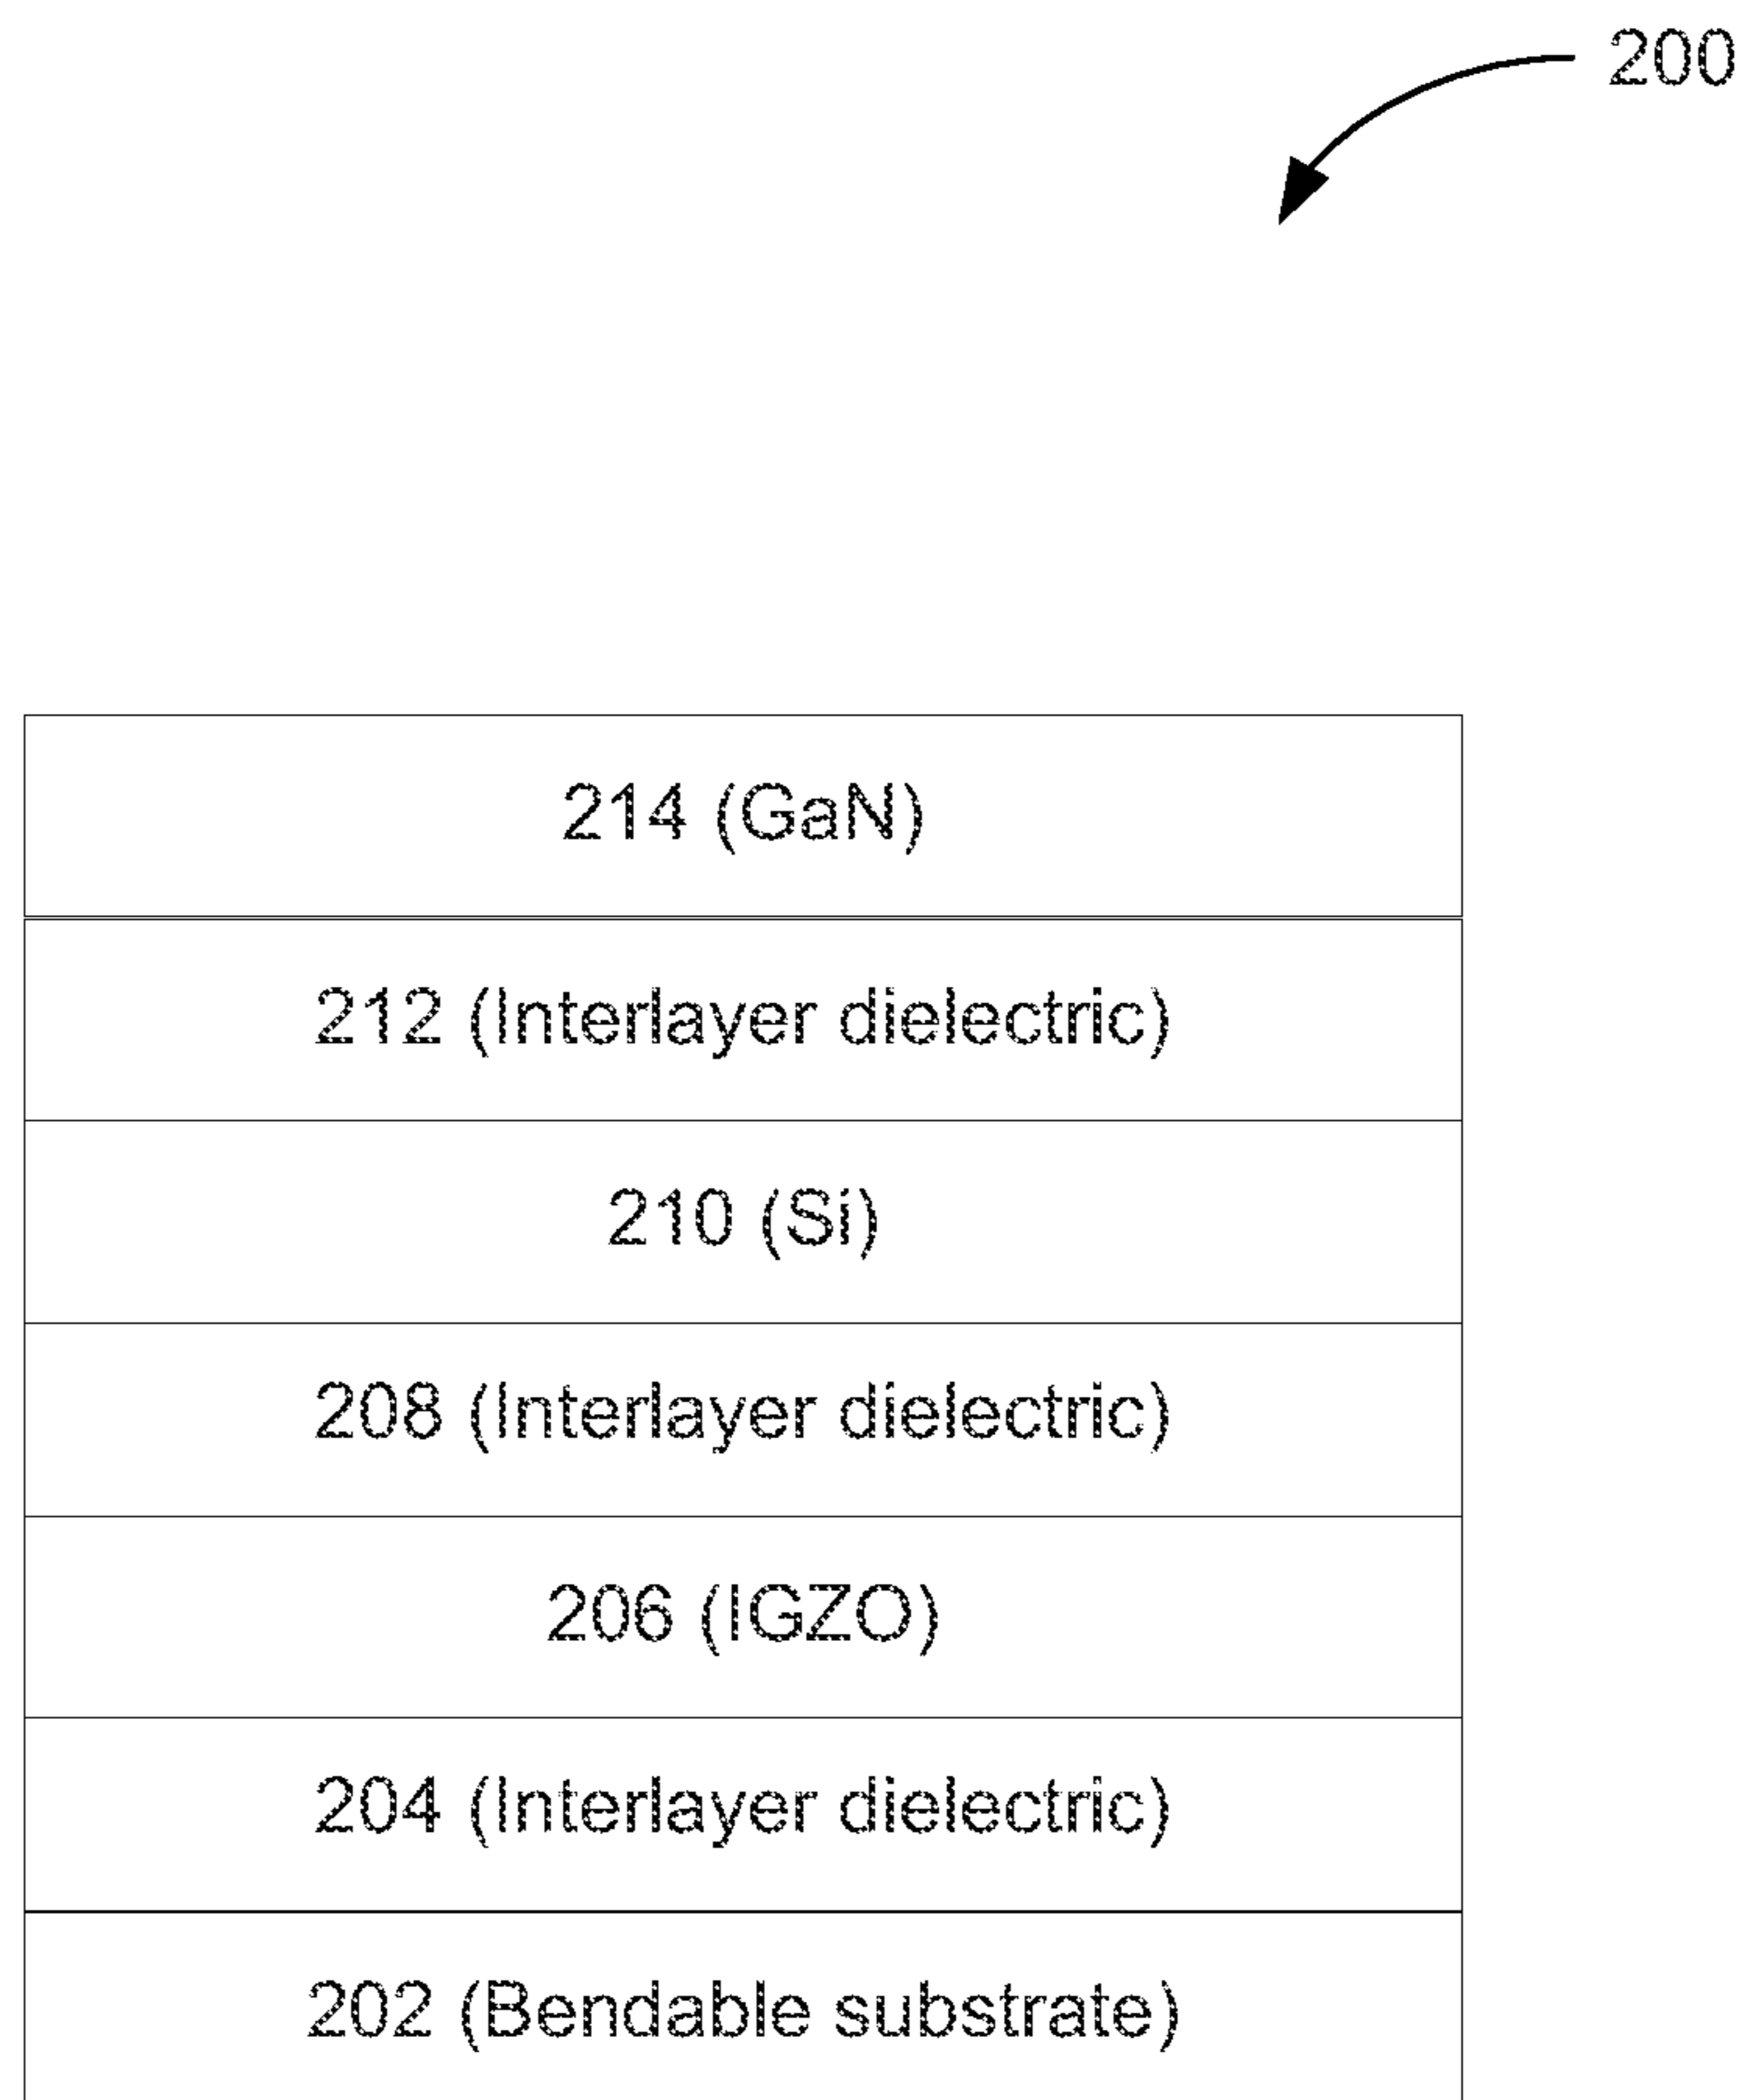 200
214 (GaN)
212 (Interlayer dielectric)
210 (Si)
208 (Interlayer dielectric)
206 (IGZO)
204 (Interlayer dielectric)
202 (Bendable substrate)